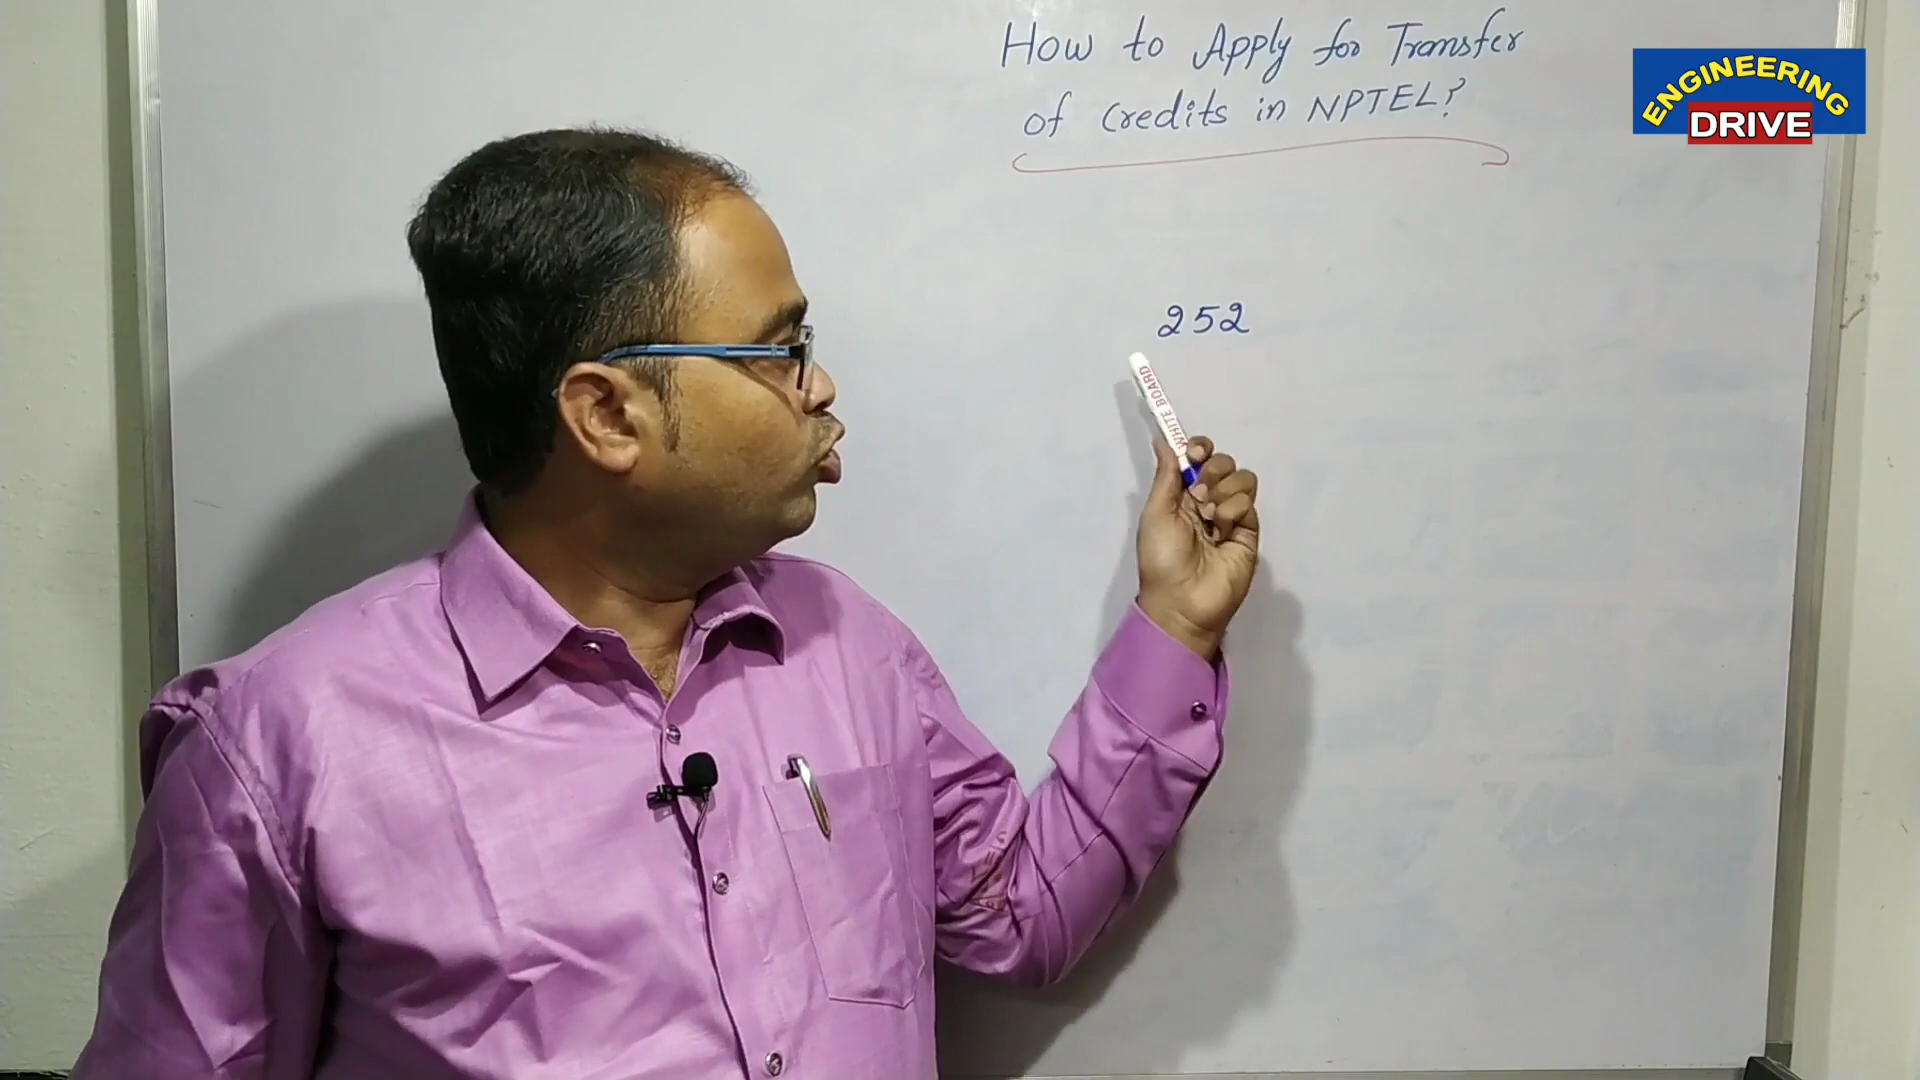 How to Apply for Transfer
of Credits in NPTEL?
ENGINEERING
DRIVE
252
WHITE BOARD